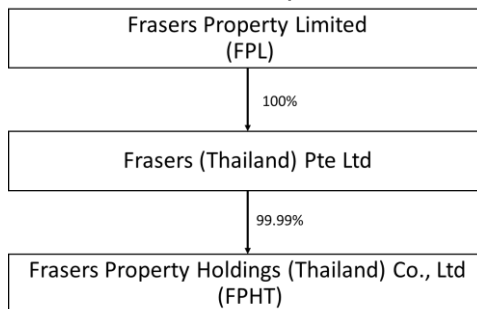 Frasers Property Limited
(FPL)
100%
Frasers (Thailand) Pte Ltd
99.99%
Frasers Property Holdings (Thailand) Co., Ltd
(FPHT)